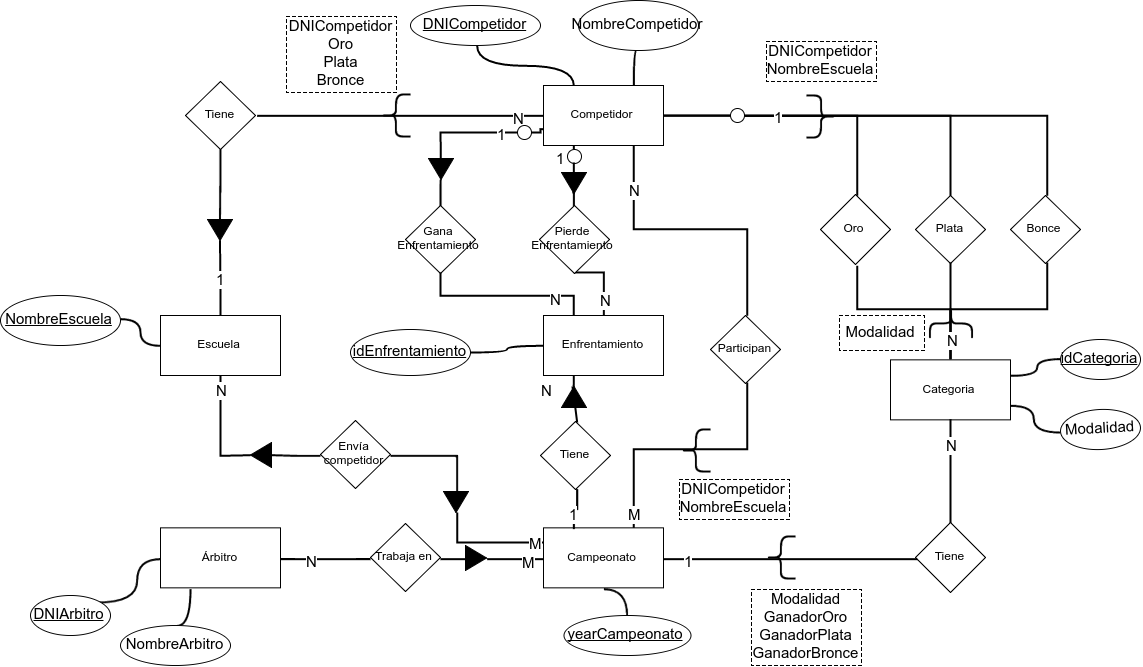 DNICompetidor
Oro
Plata
Bronce
DNICompetidor
NombreCompetidor
DNICompetidor
NombreEscuela
Tiene
N
Competidor
1
1
1
N
Gana
Enfrentamiento
Pierde
Enfrentamiento
Oro
Plata
Bonce
1
N
N
NombreEscuela
Escuela
idEnfrentamiento
Enfrentamiento
Participan
Modalidad
N
idCategoria
Categoria
Modalidad
N
N
N
Envía
competidor
Tiene
DNICompetidor
NombreEscuela
1
M
M
Árbitro
N
Trabaja en
M
Campeonato
1
Tiene
DNIArbitro
NombreArbitro
yearCampeonato
Modalidad
GanadorOro
GanadorPlata
GanadorBronce